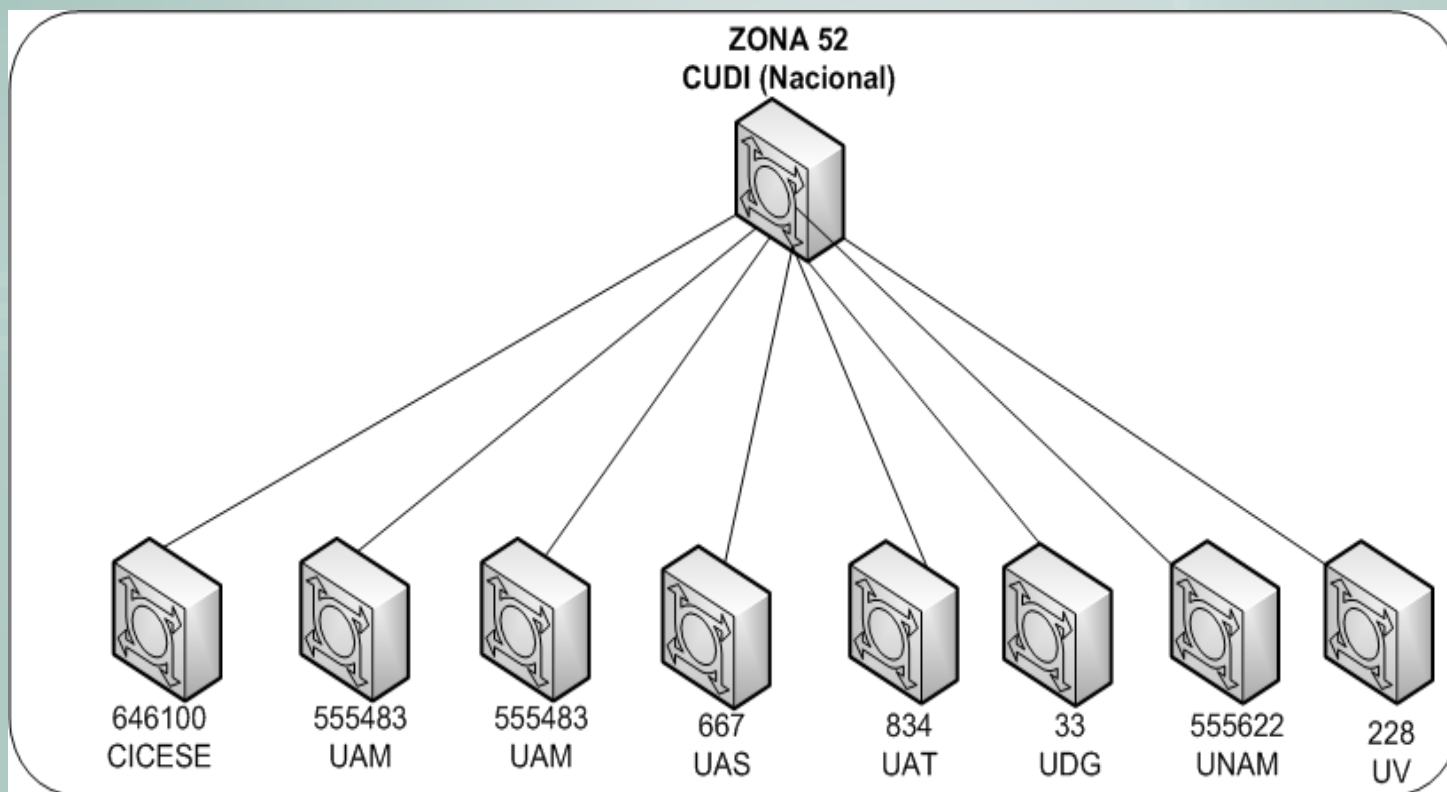 ZONA 52
CUDI (Nacional)
646100
CICESE
555483
UAM
555483
UAM
667
UAS
834
UAT
33
UDG
555622
UNAM
228
UV